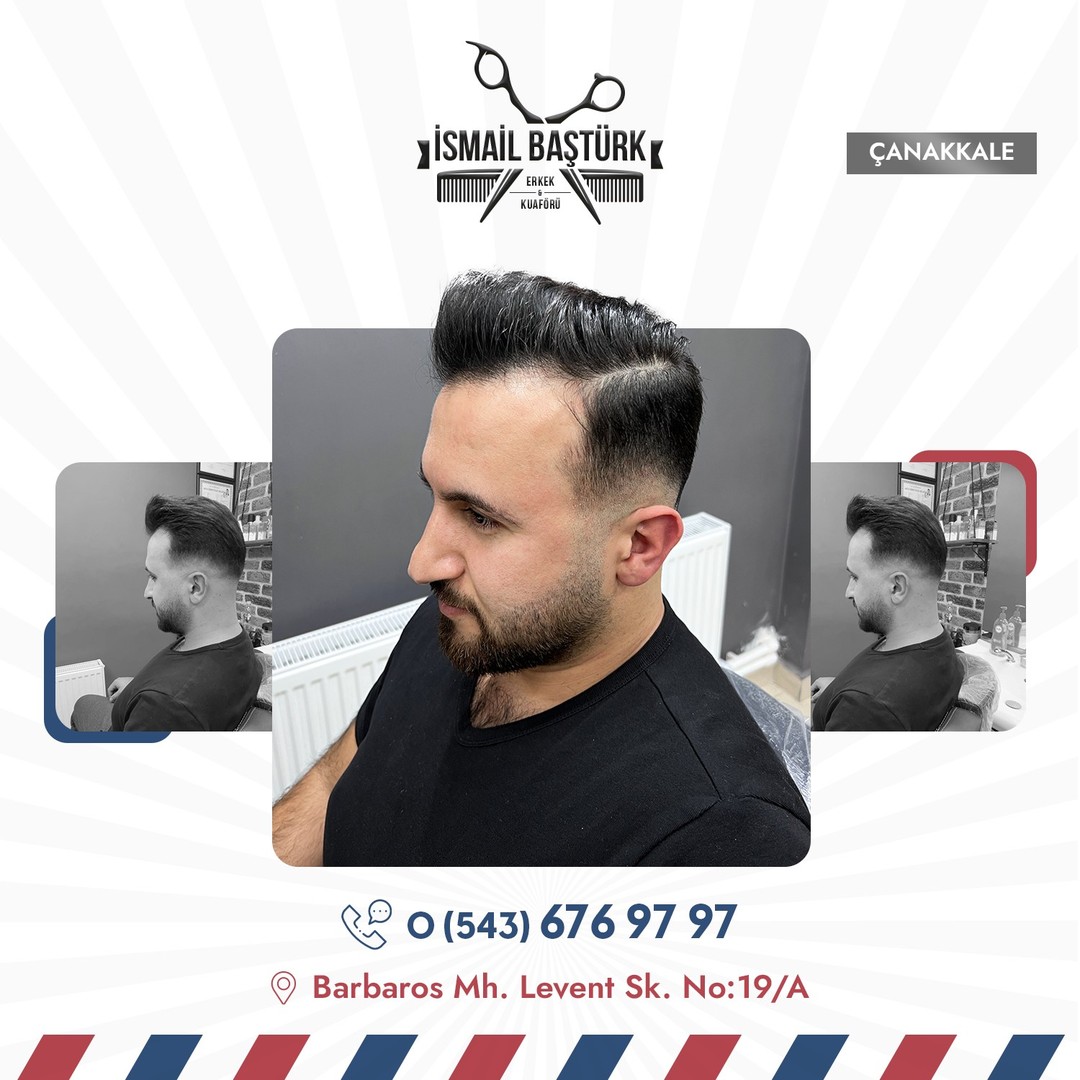 İSMAİL BAŞTÜRK
ERKEK
&
KUAFÖRÜ
ÇANAKKALE
0 (543) 676 97 97
Barbaros Mh. Levent Sk. No:19/A